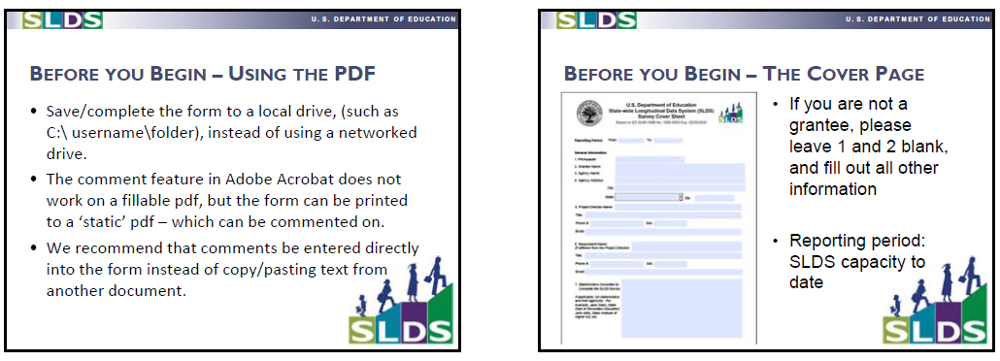 SLDS
U. S. DEPARTMENT OF EDUCATION
BEFORE YOU BEGIN – USING THE PDF
• Save/complete the form to a local drive, (such as
C:\ username\folder), instead of using a networked
drive.
• The comment feature in Adobe Acrobat does not
work on a fillable pdf, but the form can be printed
to a ‘static’ pdf – which can be commented on.
• We recommend that comments be entered directly
into the form instead of copy/pasting text from
another document.
SLDS
SLDS
U. S. DEPARTMENT OF EDUCATION
BEFORE YOU BEGIN – THE COVER PAGE
U.S. Department of Education
State-wide Longitudinal Data System (SLDS)
Survey Cover Sheet
SLDS
Reporting Period From To
General Information
1. PR/Award#
2. Grantee Name
3. Agency Name
4. Agency Address
City
State Zip
5. Project Director Name
Title
Phone # Ext.
Email
6. Respondent Name
(if different from the Project Director)
Title
Phone # Ext.
Email
7. Stakeholders Consulted to
Complete the SLDS Survey
• If you are not a
grantee, please
leave 1 and 2 blank,
and fill out all other
information
• Reporting period:
SLDS capacity to
date
SLDS